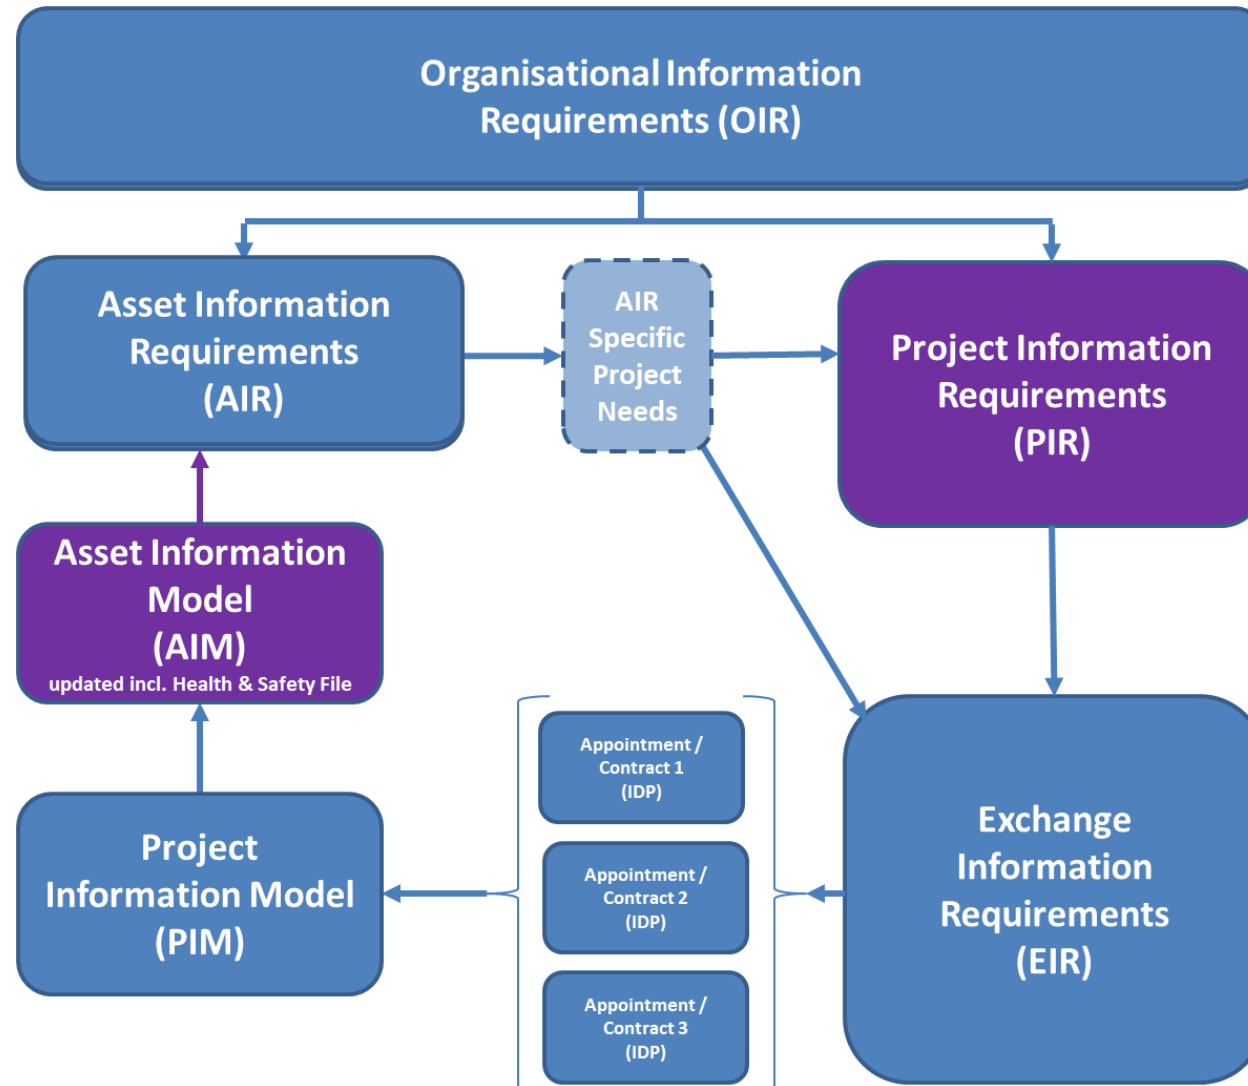 Organisational Information
Requirements (OIR)
Asset Information
Requirements
(AIR)
AIR
Specific
Project
Needs
Project Information
Requirements
(PIR)
Asset Information
Model
(AIM)
updated incl. Health & Safety File
Appointment /
Contract 1
(IDP)
Project
Information Model
(PIM)
Appointment /
Contract 2
(IDP)
Exchange
Information
Requirements
(EIR)
Appointment /
Contract 3
(IDP)